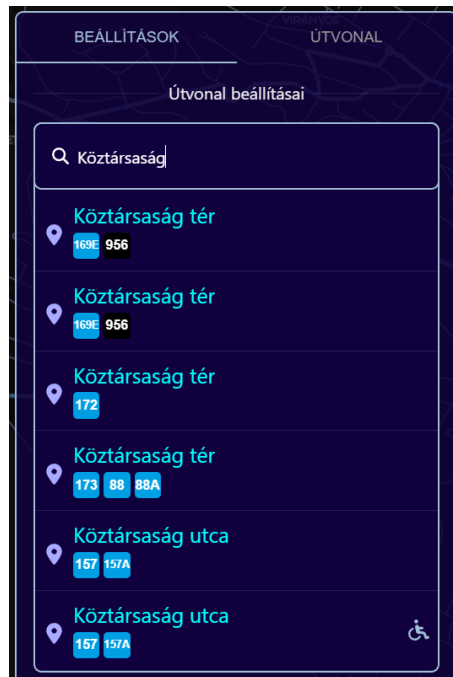 VIRÁNYOS
BEÁLLÍTÁSOK ÚTVONAL
Útvonal beállításai
Köztársaság
Köztársaság tér
169E 956
Köztársaság tér
169E 956
Köztársaság tér
172
Köztársaság tér
173 88 88A
Köztársaság utca
157 157A
Köztársaság utca
157 157A